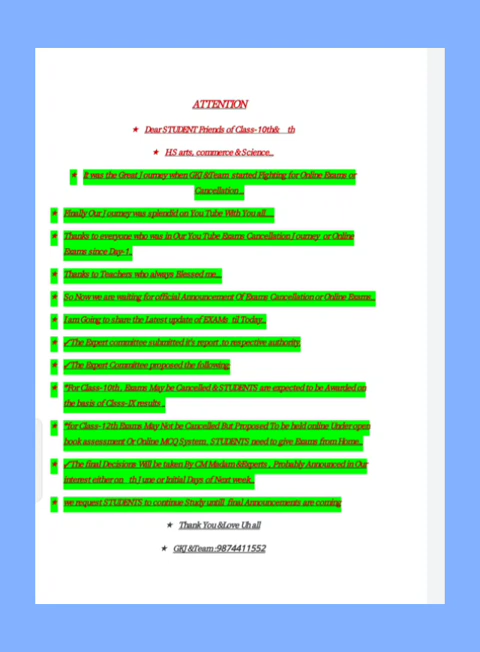 ATTENTION
★ Dear STUDENT Friends of Class-10th& th
★ HS arts, commerce & Science...
★ It was the Great Journey when GKJ &Team started Fighting for Online Exams or
Cancellation...
★ Finally Our Journey was splendid on You Tube With You all.....
★ Thanks to everyone who was in Our You Tube Exams Cancellation Journey or Online
Exams since Day-1..
★ Thanks to Teachers who always Blessed me...
★ So Now we are waiting for official Announcement Of Exams Cancellation or Online Exams...
★ I am Going to share the Latest update of EXAMs til Today...
★ ✓The Expert committee submitted it's report .to respective authority.
★ ✓The Expert Committee proposed the following
★ *For Class-10th , Exams May be Cancelled & STUDENTS are expected to be Awarded on
the basis of Class-IX results ..
★ *for Class-12th Exams May Not be Cancelled But Proposed To be held online Under open
book assessment Or Online MCQ System, STUDENTS need to give Exams from Home...
★ ✓The final Decisions Will be taken By CM Madam &Experts , Probably Announced in Our
interest either on th June or Initial Days of Next week...
★ we request STUDENTS to continue Study untill final Announcements are coming
★ Thank You &Love Uh all
★ GKJ &Team :9874411552